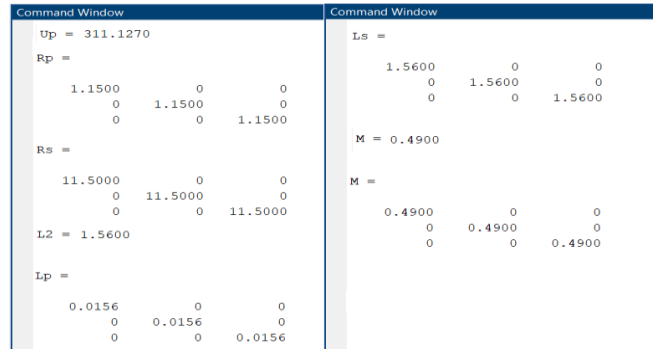 Command Window
Up = 311.1270
Rp =
1.1500 0 0
0 1.1500 0
0 0 1.1500
Rs =
11.5000 0 0
0 11.5000 0
0 0 11.5000
L2 = 1.5600
Lp =
0.0156 0 0
0 0.0156 0
0 0 0.0156
Command Window
Ls =
1.5600 0 0
0 1.5600 0
0 0 1.5600
M = 0.4900
M =
0.4900 0 0
0 0.4900 0
0 0 0.4900